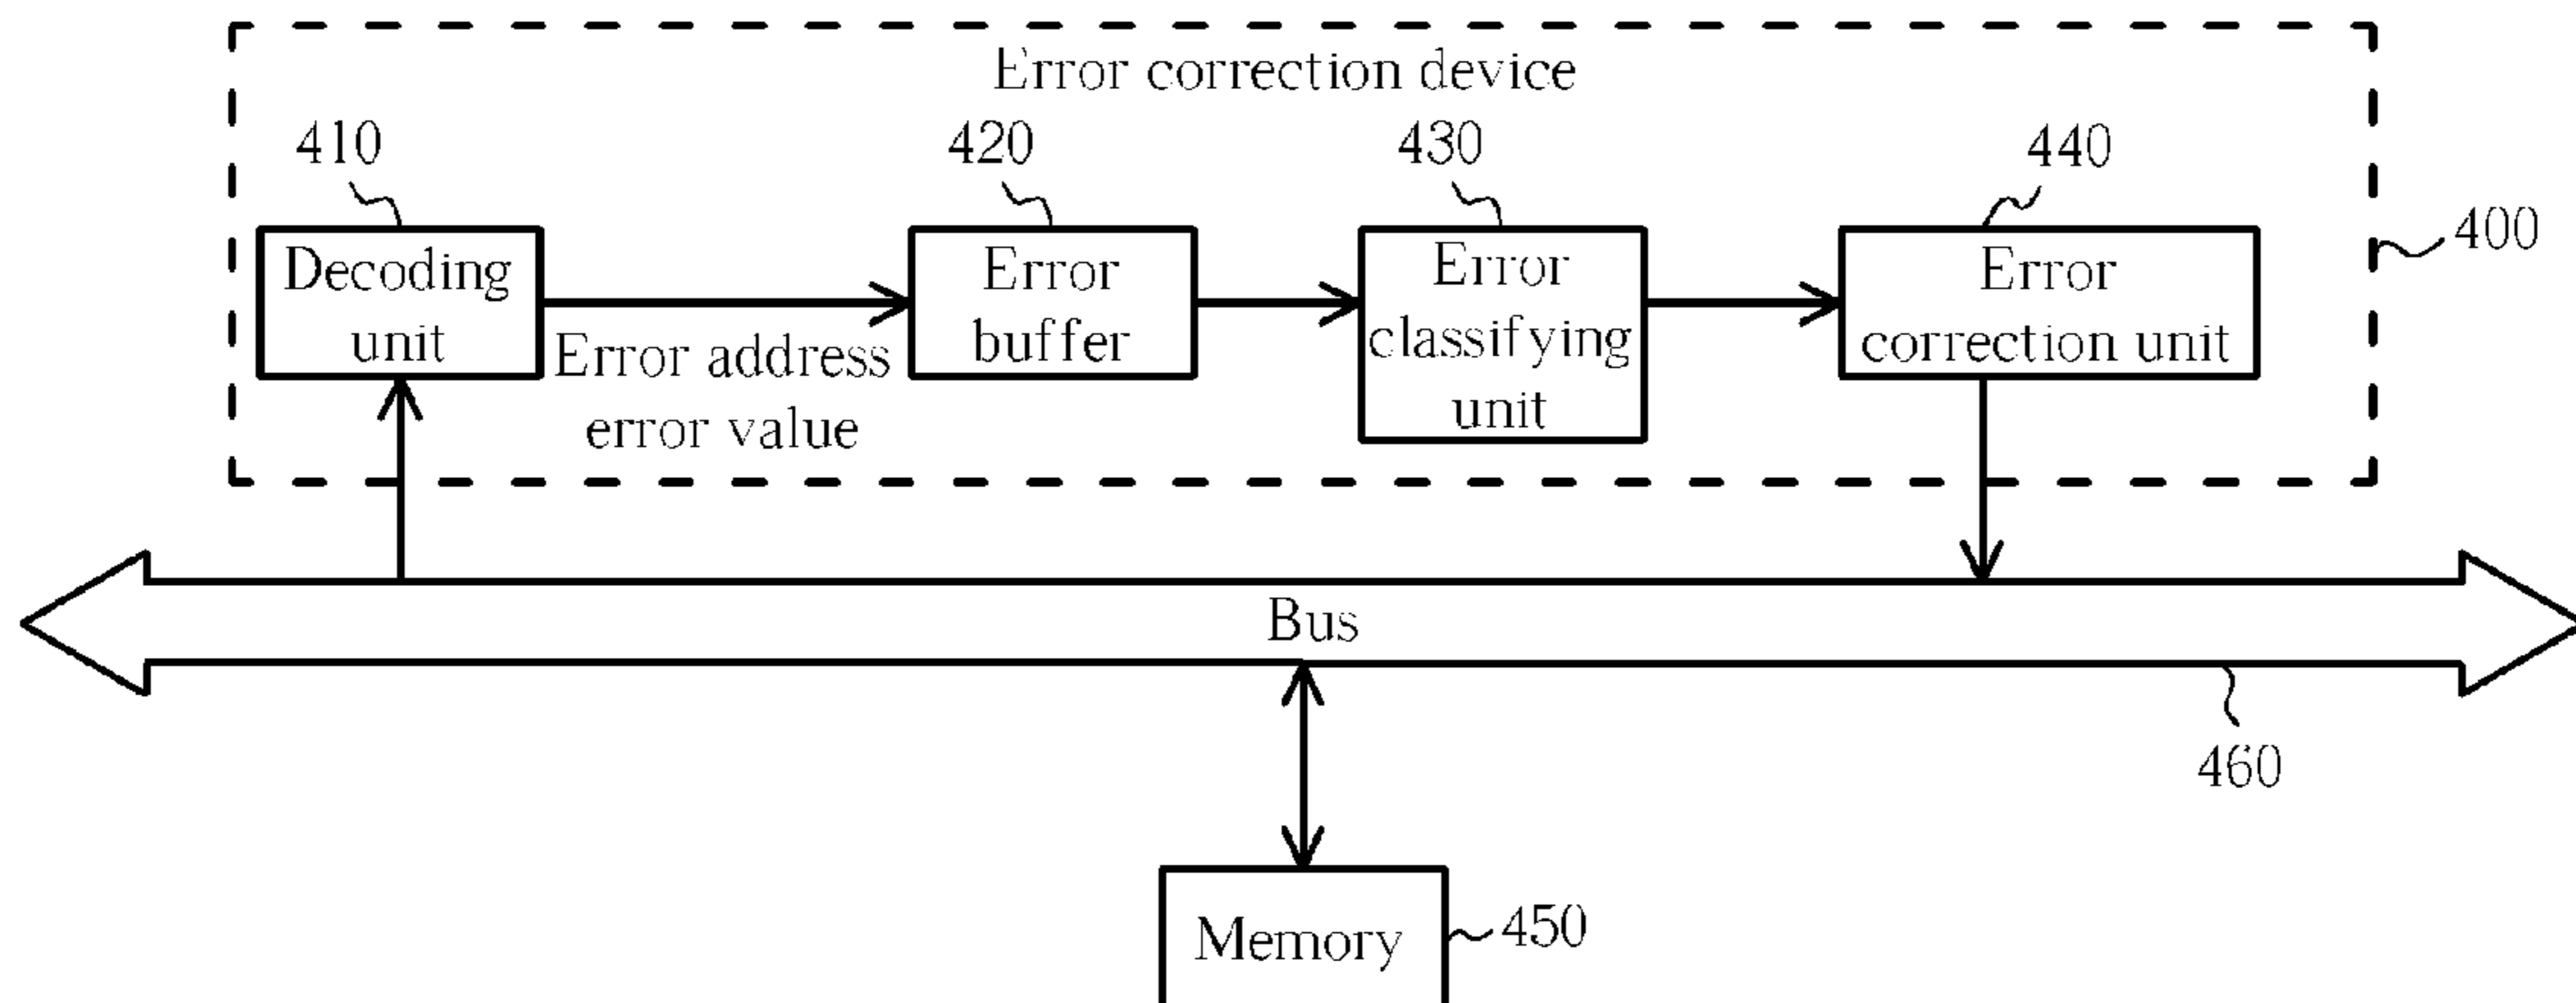 Error correction device
410
420
430
440
400
Decoding
unit
Error address
error value
Error
buffer
Error
classifying
unit
Error
correction unit
Bus
460
Memory
450